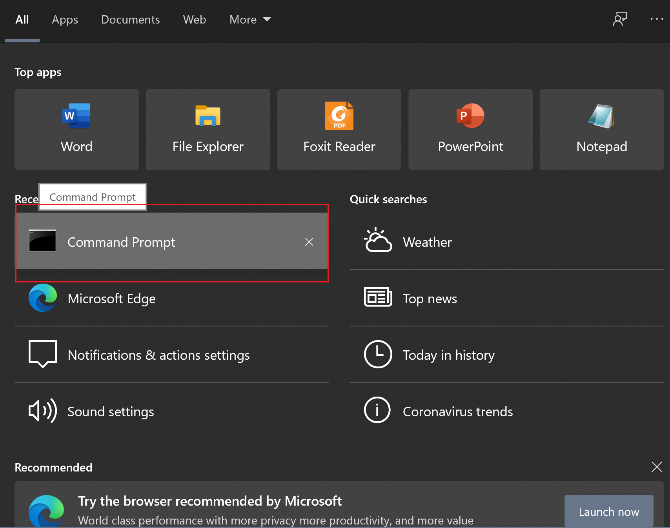 All Apps Documents Web More
Top apps
W PDF P
Word File Explorer Foxit Reader PowerPoint Notepad
Command Prompt
Rece Quick searches
Command Prompt Weather
Microsoft Edge Top news
Notifications & actions settings Today in history
Sound settings Coronavirus trends
Recommended
Try the browser recommended by Microsoft
World class performance with more privacy more productivity, and more value
Launch now